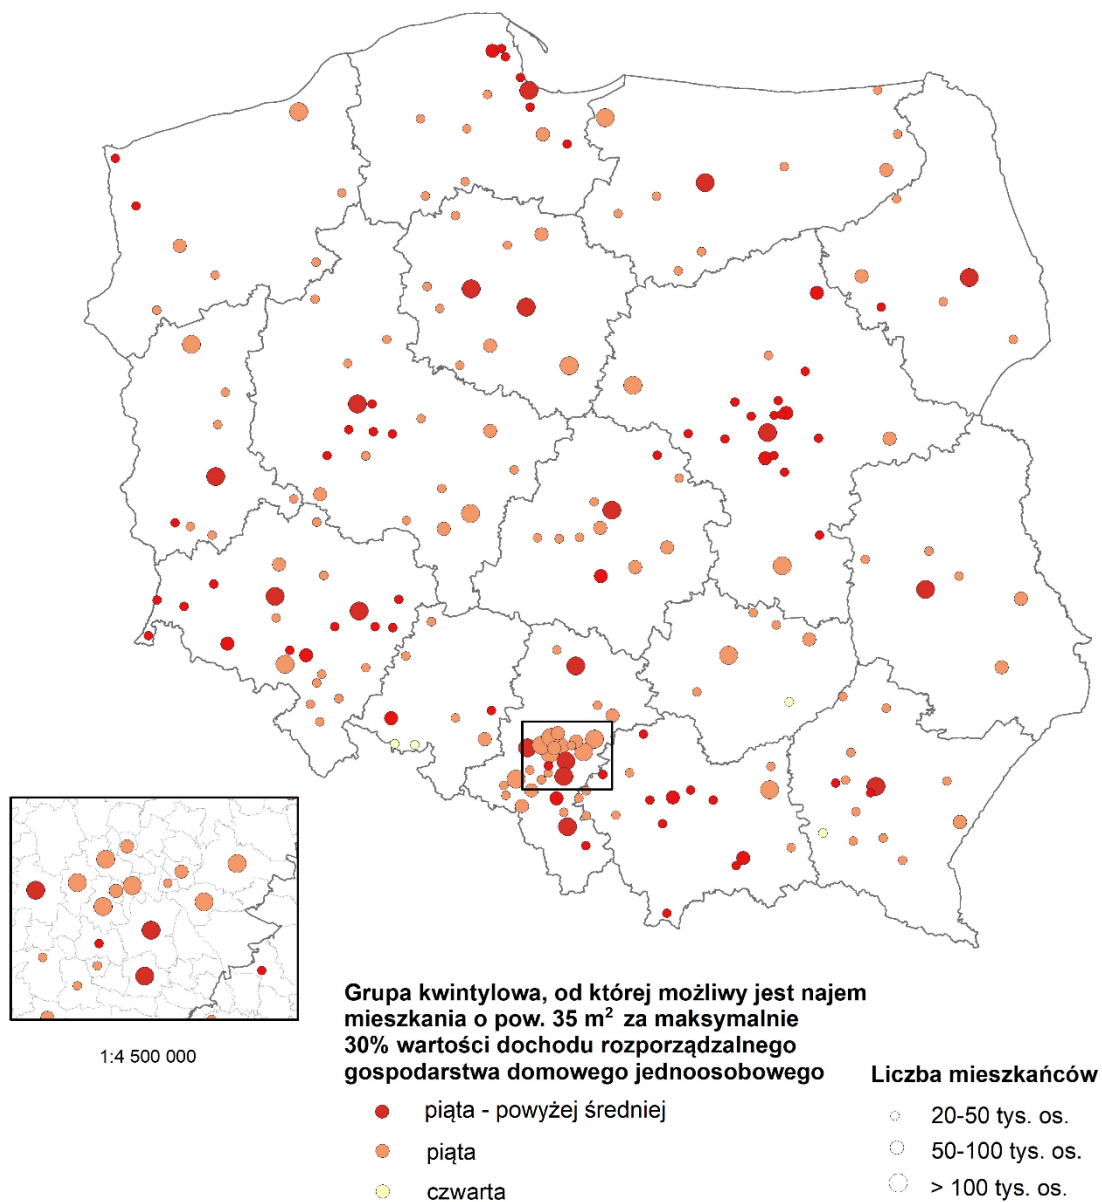 1:4 500 000
Grupa kwintylowa, od której możliwy jest najem
mieszkania o pow. 35 m² za maksymalnie
30% wartości dochodu rozporządzalnego
gospodarstwa domowego jednoosobowego
piąta - powyżej średniej
piąta
czwarta
Liczba mieszkańców
20-50 tys. os.
50-100 tys. os.
> 100 tys. os.